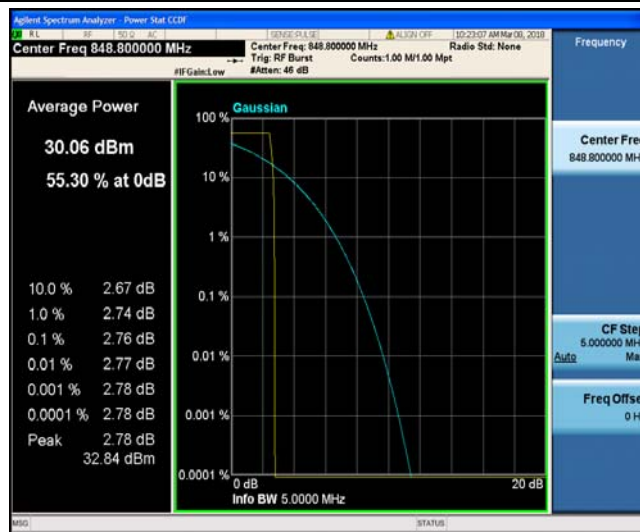 Agilent Spectrum Analyzer - Power Stat CCDF
RL RF 50 Ω AC SENSE:PULSE ALIGN OFF 10:23:07 AM Mar 08, 2018
Center Freq 848.800000 MHz
Center Freq: 848.800000 MHz Radio Std: None
Trig: RF Burst Counts:1.00 M/1.00 Mpt
#IFGain:Low #Atten: 46 dB
Frequency
Average Power
30.06 dBm
55.30 % at 0dB
10.0 % 2.67 dB
1.0 % 2.74 dB
0.1 % 2.76 dB
0.01 % 2.77 dB
0.001 % 2.78 dB
0.0001 % 2.78 dB
Peak 2.78 dB
32.84 dBm
Gaussian
100 %
10 %
1 %
0.1 %
0.01 %
0.001 %
0.0001 %
0 dB 20 dB
Info BW 5.0000 MHz
Center Fre
848.800000 MH
CF Step
5.000000 MH
Auto Ma
Freq Offse
0 H
MSG STATUS